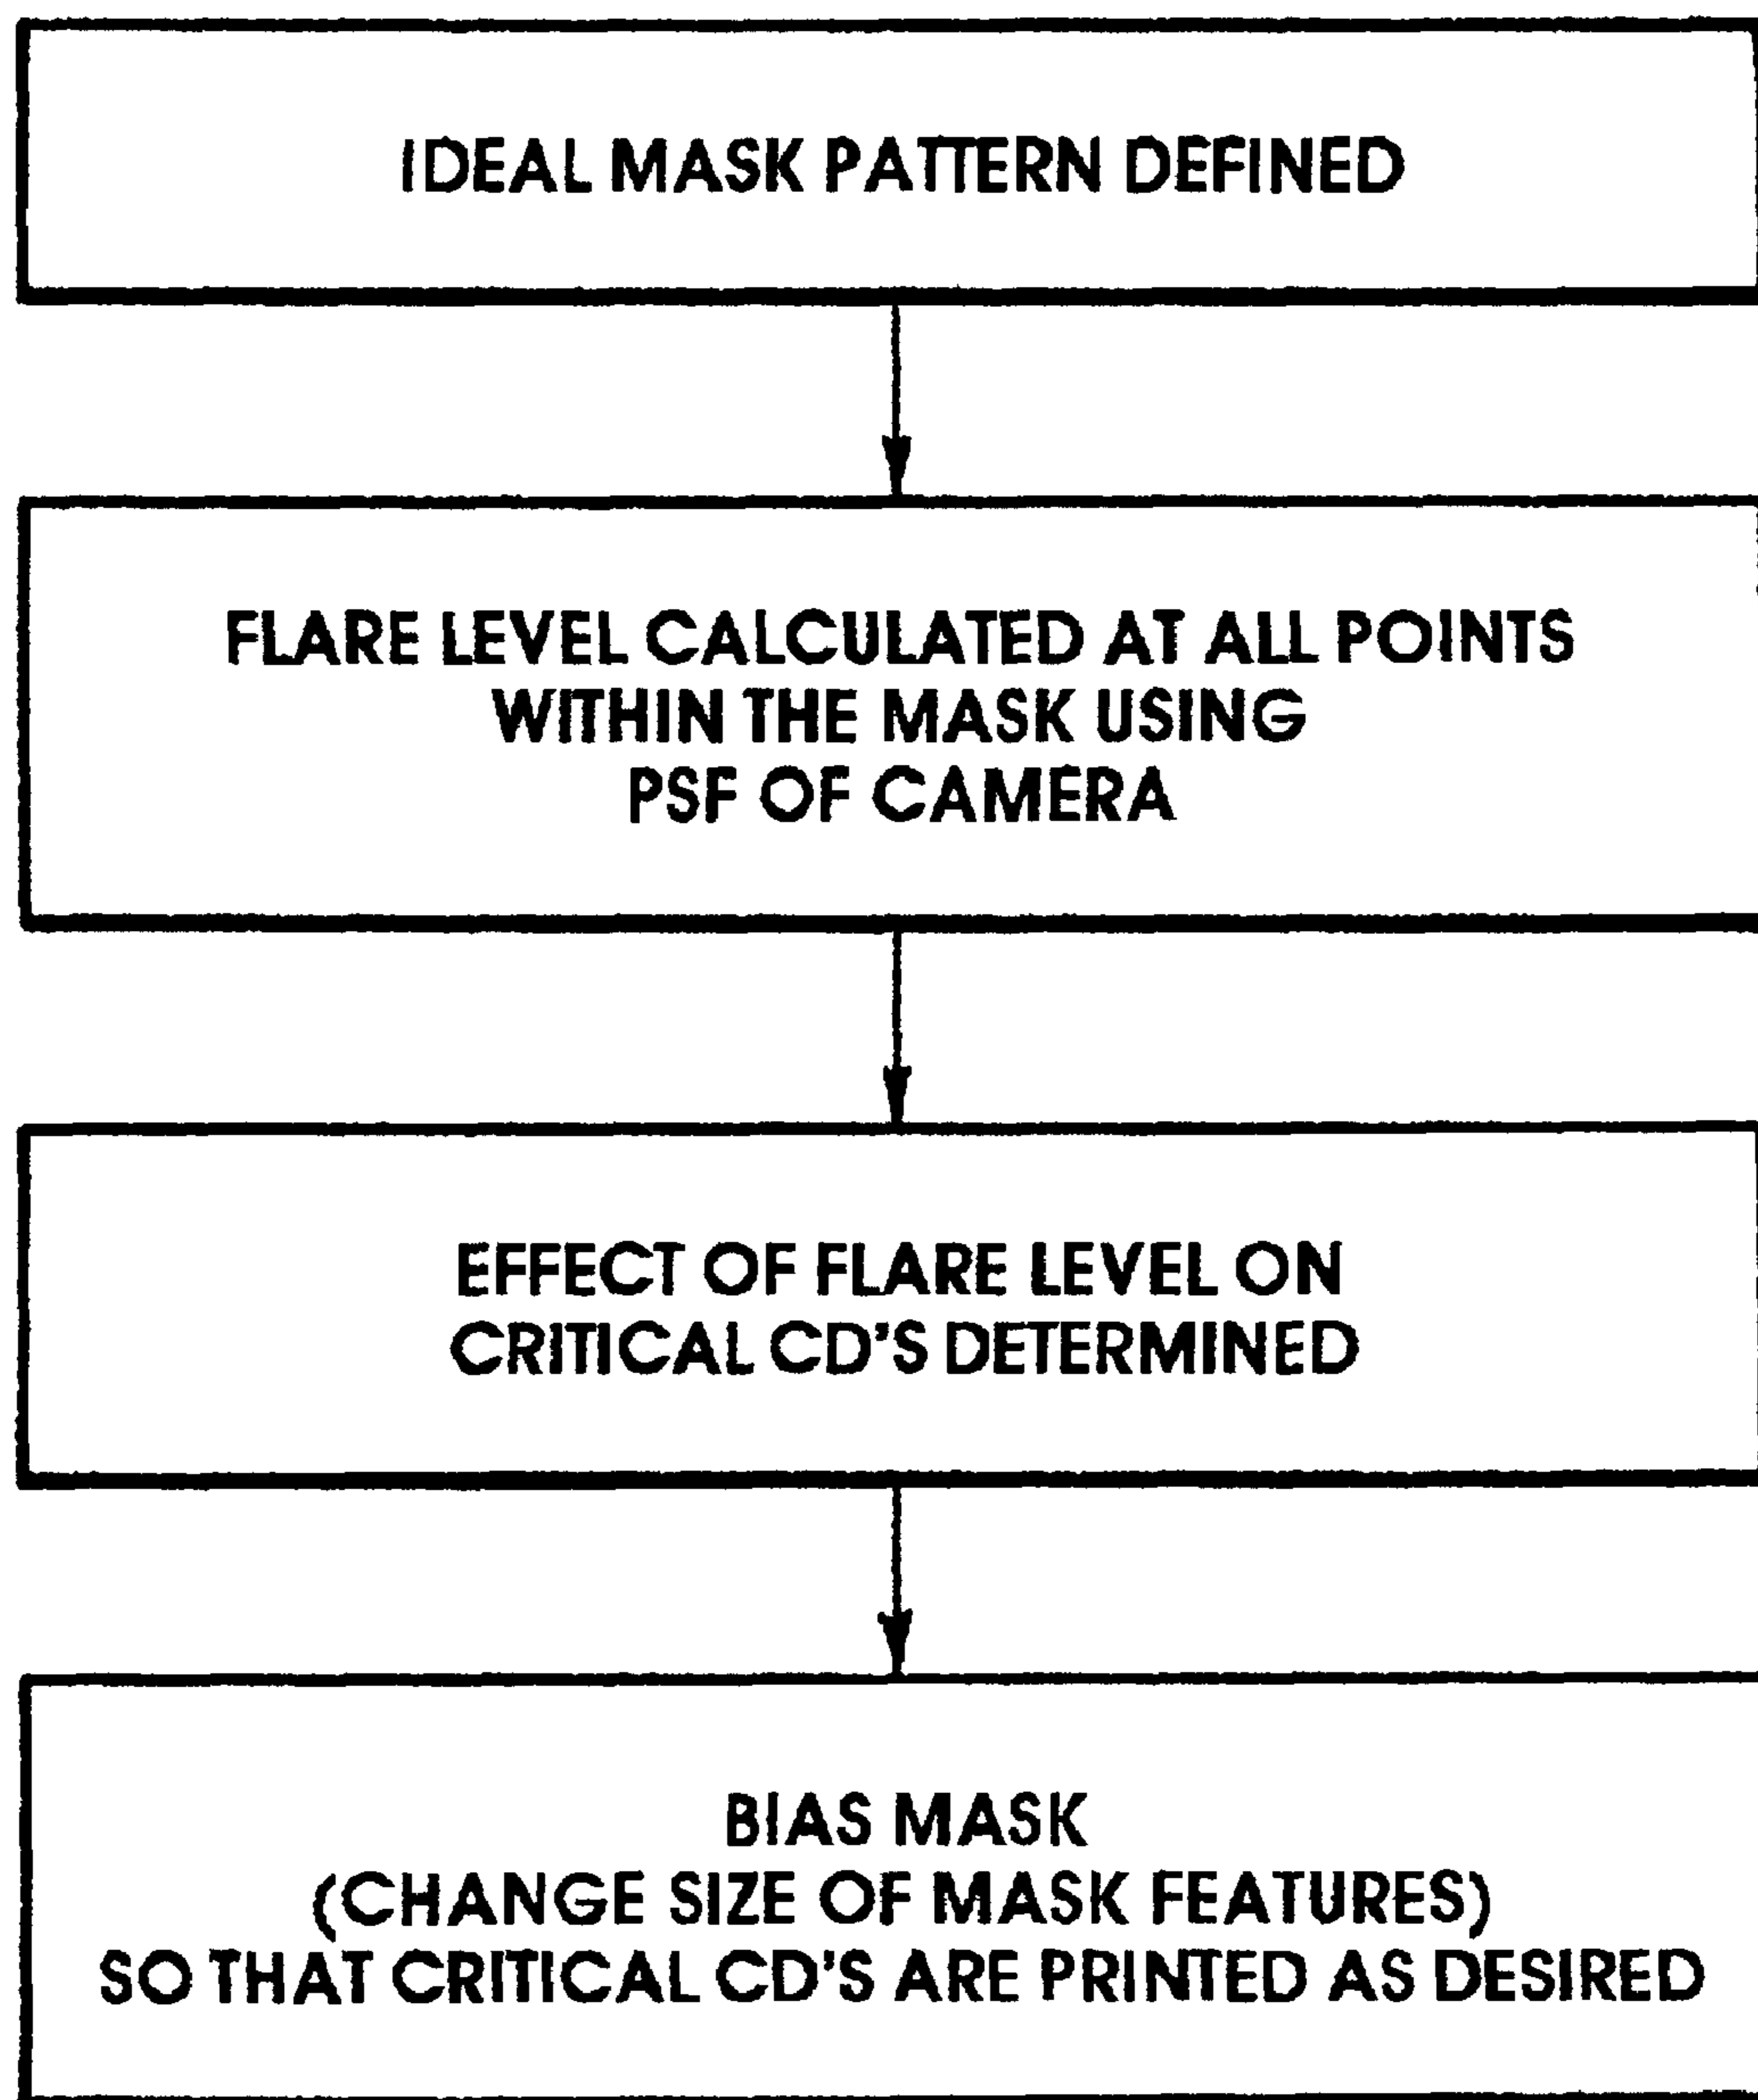 IDEAL MASK PATTERN DEFINED
FLARE LEVEL CALCULATED AT ALL POINTS
WITHIN THE MASK USING
PSF OF CAMERA
EFFECT OF FLARE LEVEL ON
CRITICAL CD'S DETERMINED
BIAS MASK
(CHANGE SIZE OF MASK FEATURES)
SO THAT CRITICAL CD'S ARE PRINTED AS DESIRED